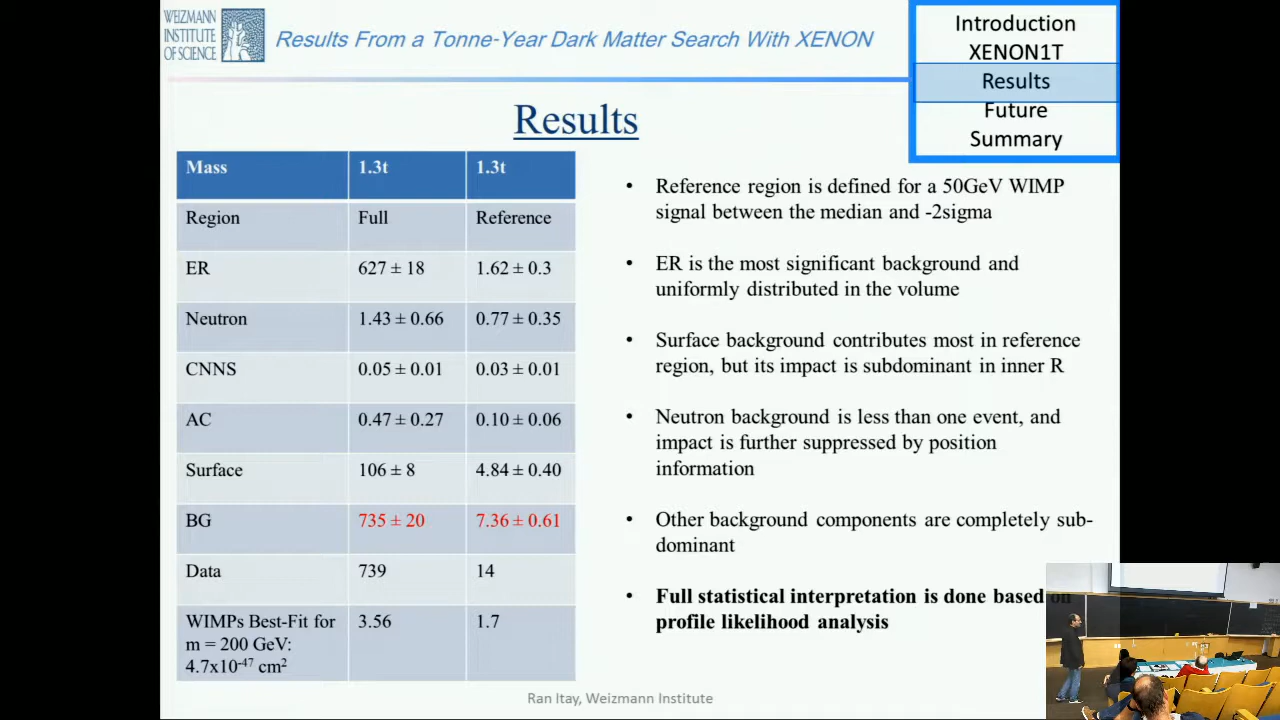 WEIZMANN
INSTITUTE
OF SCIENCE
Results From a Tonne-Year Dark Matter Search With XENON
Introduction
XENON1T
Results
Future
Summary
Results
Mass 1.3t 1.3t
Region Full Reference
ER 627 ± 18 1.62 ± 0.3
Neutron 1.43 ± 0.66 0.77 ± 0.35
CNNS 0.05 ± 0.01 0.03 ± 0.01
AC 0.47 ± 0.27 0.10 ± 0.06
Surface 106 ± 8 4.84 ± 0.40
BG 735 ± 20 7.36 ± 0.61
Data 739 14
WIMPs Best-Fit for 3.56 1.7
m = 200 GeV:
4.7x10⁻⁴⁷ cm²
• Reference region is defined for a 50GeV WIMP
signal between the median and -2sigma
• ER is the most significant background and
uniformly distributed in the volume
• Surface background contributes most in reference
region, but its impact is subdominant in inner R
• Neutron background is less than one event, and
impact is further suppressed by position
information
• Other background components are completely sub-
dominant
• Full statistical interpretation is done based on
profile likelihood analysis
Ran Itay, Weizmann Institute